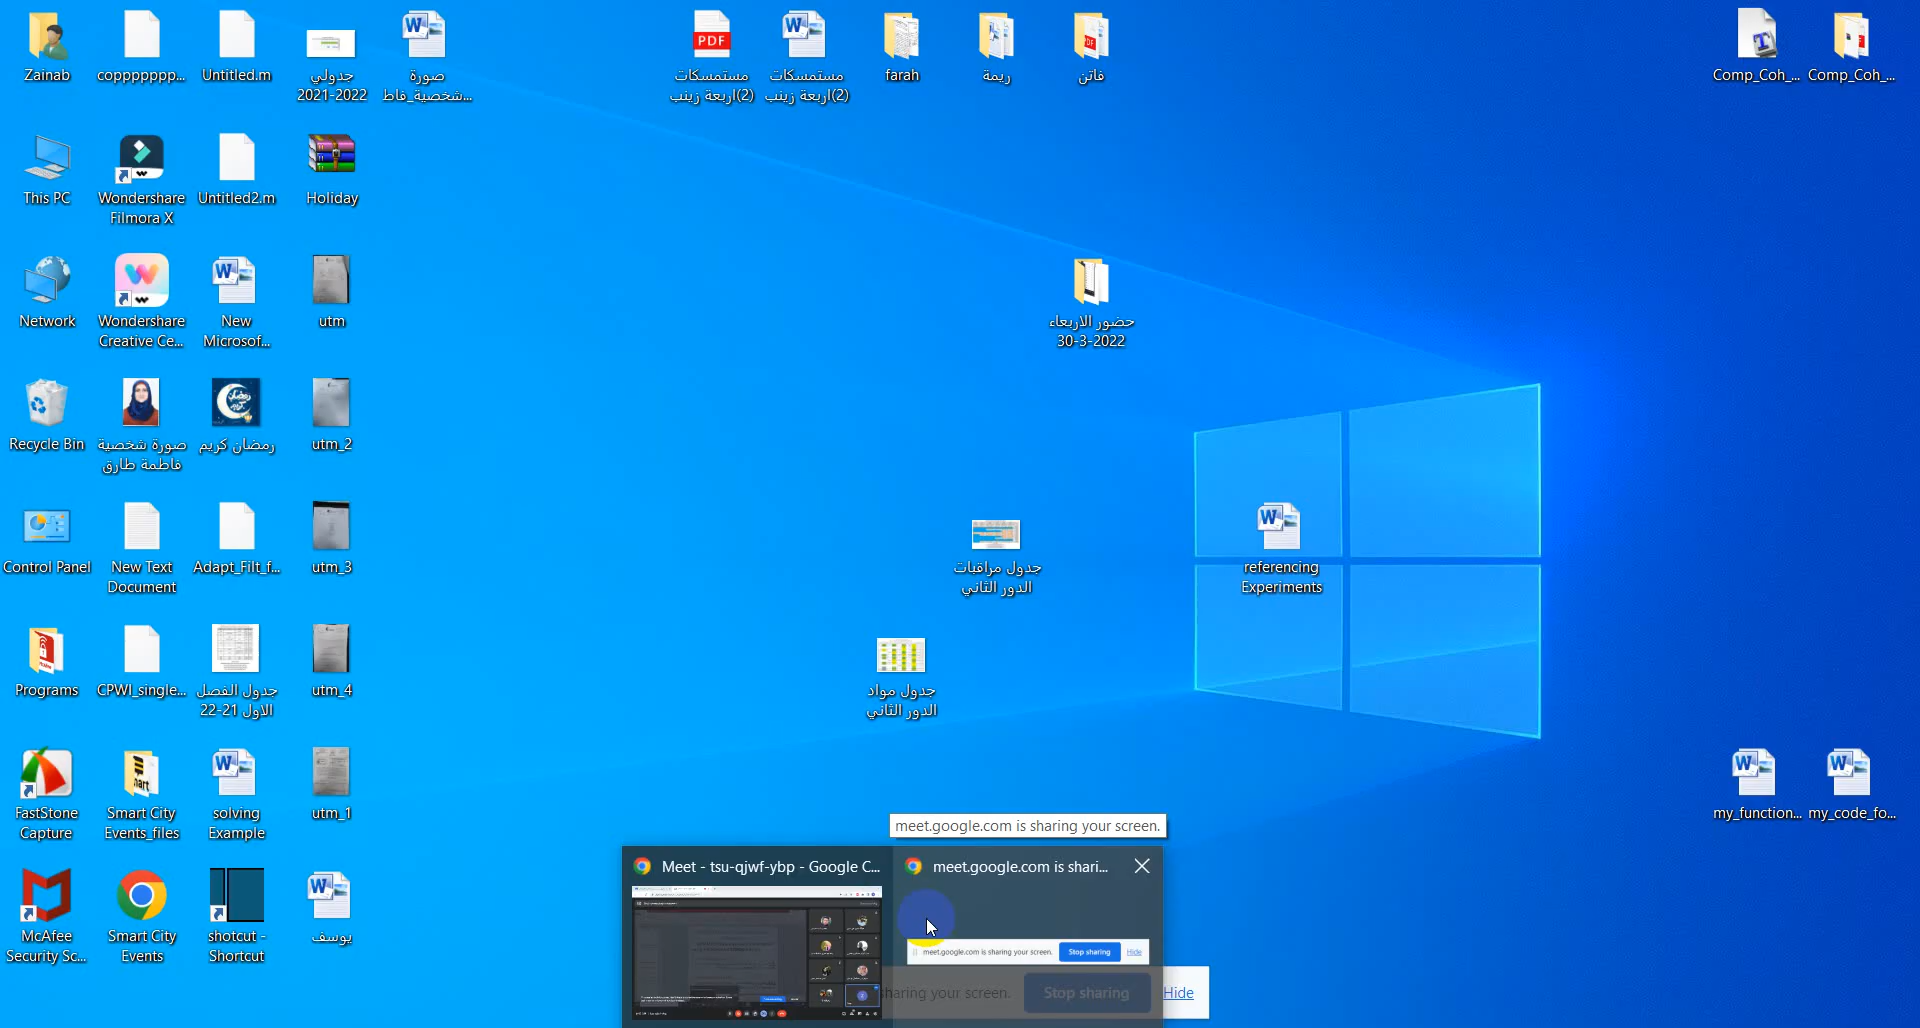 Zainab
coppppppp...
Untitled.m
جدولي
2021-2022
صورة
شخصية_فاط...
PDF
مستمسكات
اربعة زينب(2)
مستمسكات
اربعة زينب(2)
farah
ريمة
فاتن
Comp_Coh_...
Comp_Coh_...
This PC
Wondershare
Filmora X
Untitled2.m
Holiday
Network
Wondershare
Creative Ce...
New
Microsof...
utm
حضور الاربعاء
30-3-2022
Recycle Bin
صورة شخصية
فاطمة طارق
رمضان كريم
utm_2
Control Panel
New Text
Document
Adapt_Filt_f...
utm_3
جدول مراقبات
الدور الثاني
referencing
Experiments
Programs
CPWI_single...
جدول الفصل
الاول 21-22
utm_4
جدول مواد
الدور الثاني
FastStone
Capture
Smart City
Events_files
solving
Example
utm_1
my_function...
my_code_fo...
meet.google.com is sharing your screen.
Meet - tsu-qjwf-ybp - Google C...
meet.google.com is shari...
McAfee
Security Sc...
Smart City
Events
shotcut -
Shortcut
يوسف
meet.google.com is sharing your screen.
Stop sharing
Hide
sharing your screen.
Stop sharing
Hide